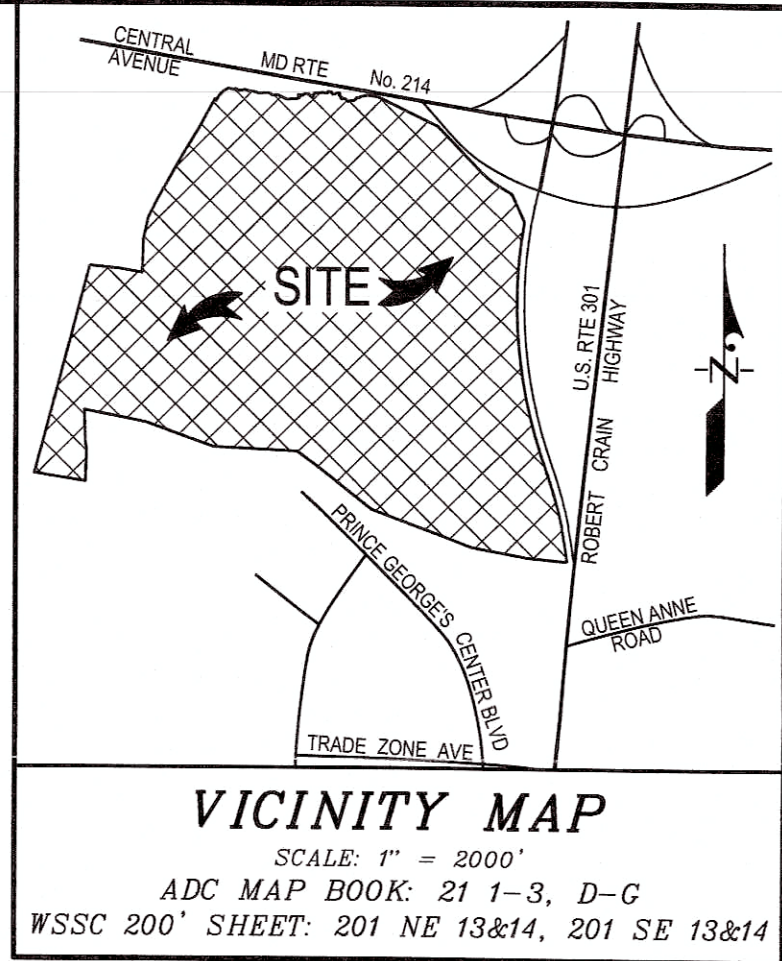 CENTRAL
AVENUE
MD RTE
No. 214
SITE
U.S. RTE 301
HIGHWAY
ROBERT CRAIN
N
PRINCE GEORGE'S CENTER BLVD
QUEEN ANNE
ROAD
TRADE ZONE AVE
VICINITY MAP
SCALE: 1" = 2000'
ADC MAP BOOK: 21 1-3, D-G
WSSC 200' SHEET: 201 NE 13&14, 201 SE 13&14